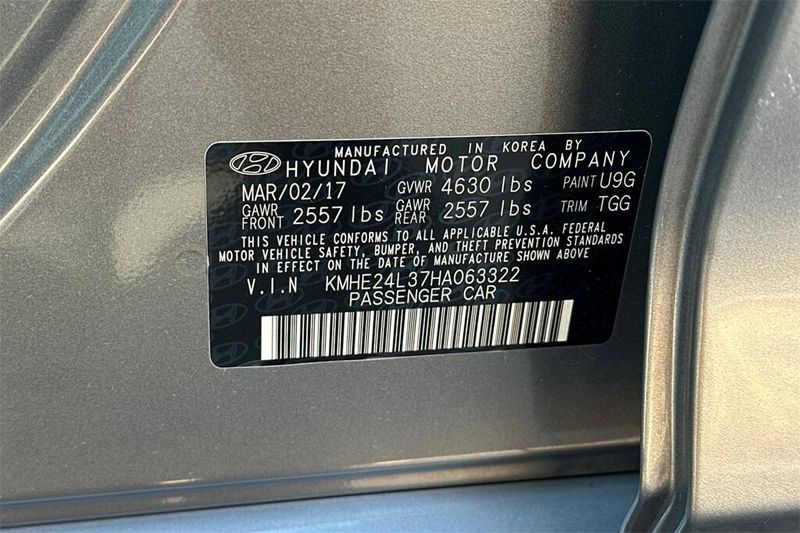 MANUFACTURED IN KOREA BY
HYUNDAI MOTOR COMPANY
MAR/02/17 GVWR 4630 lbs PAINT U9G
GAWR FRONT 2557 lbs GAWR REAR 2557 lbs TRIM TGG
THIS VEHICLE CONFORMS TO ALL APPLICABLE U.S.A. FEDERAL
MOTOR VEHICLE SAFETY, BUMPER, AND THEFT PREVENTION STANDARDS
IN EFFECT ON THE DATE OF MANUFACTURE SHOWN ABOVE
V.I.N KMHE24L37HA063322
PASSENGER CAR